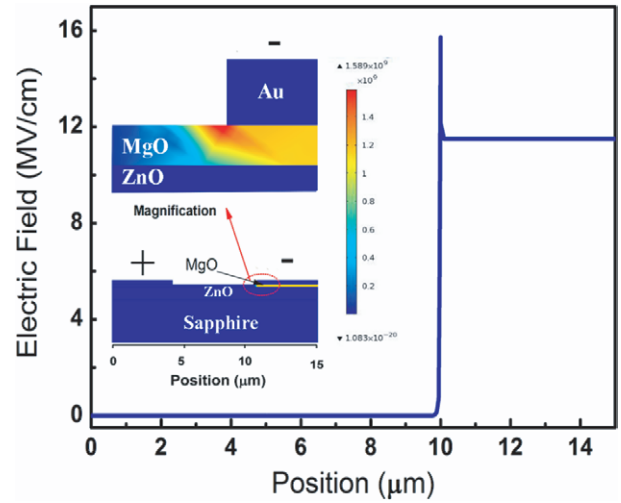 16
12
8
4
0
Electric Field (MV/cm)
0 2 4 6 8 10 12 14
Position (μm)
-
Au
MgO
ZnO
Magnification
+
-
MgO
ZnO
Sapphire
0 5 10 15
Position (μm)
▲ 1.589×10⁹
×10⁹
1.4
1.2
1
0.8
0.6
0.4
0.2
▼ 1.083×10⁻²⁰